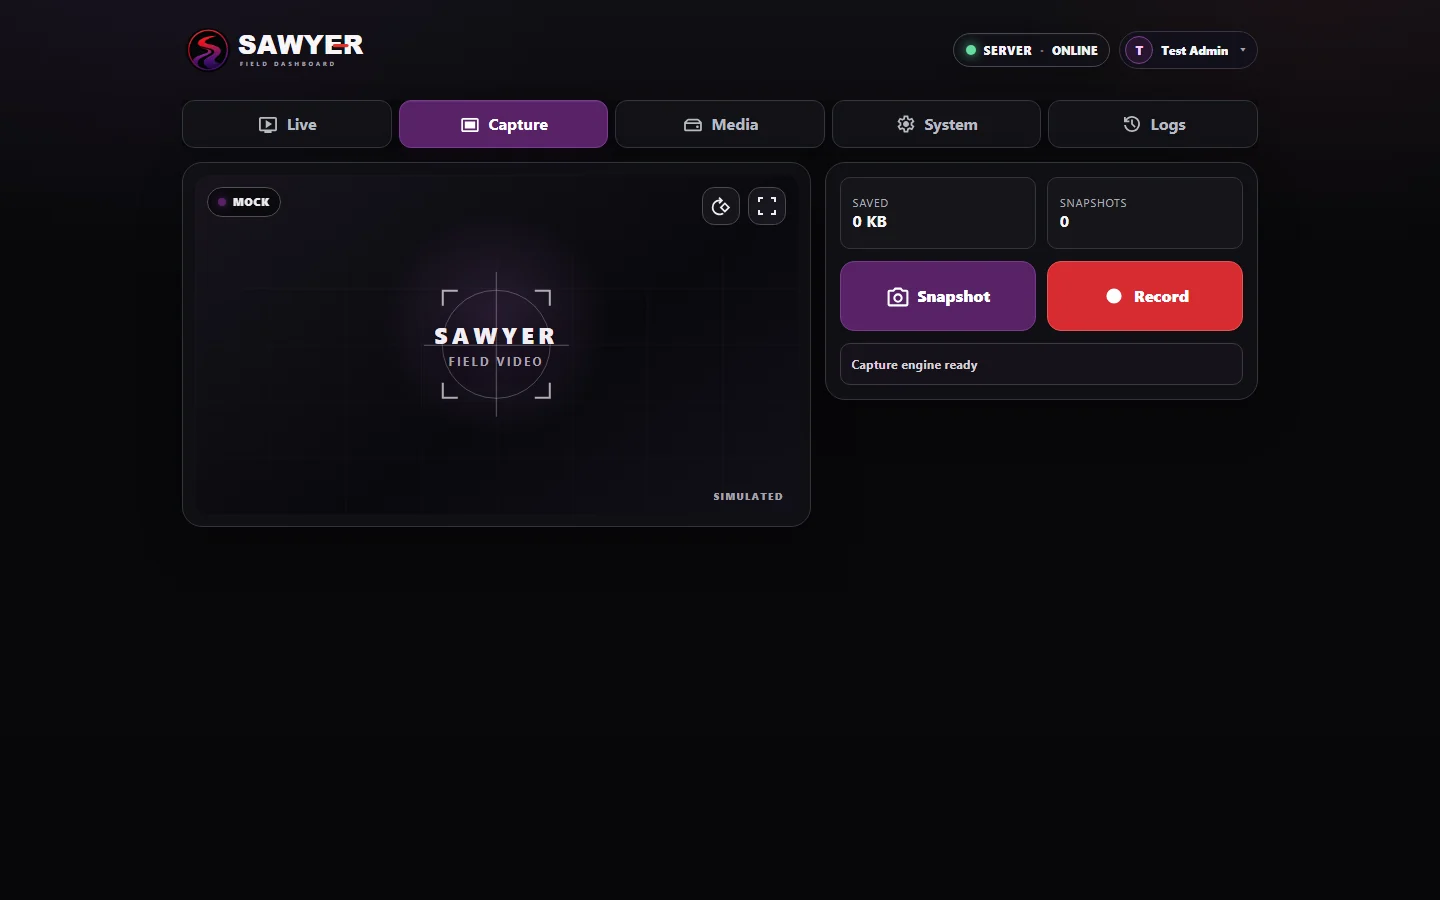 SAWYER
FIELD DASHBOARD
SERVER - ONLINE
T Test Admin
Live
Capture
Media
System
Logs
MOCK
SAWYER
FIELD VIDEO
SIMULATED
SAVED
0 KB
SNAPSHOTS
0
Snapshot
Record
Capture engine ready